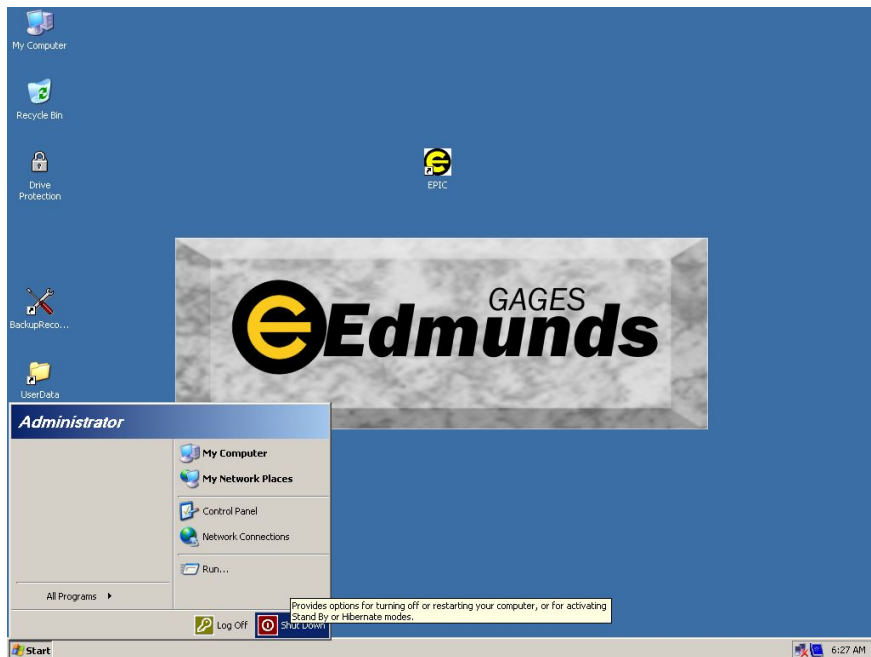 My Computer
Recycle Bin
Drive
Protection
EPIC
BackupReco...
UserData
GAGES
Edmunds
Administrator
My Computer
My Network Places
Control Panel
Network Connections
Run...
All Programs
Provides options for turning off or restarting your computer, or for activating
Stand By or Hibernate modes.
Log Off
Shut Down
Start
6:27 AM